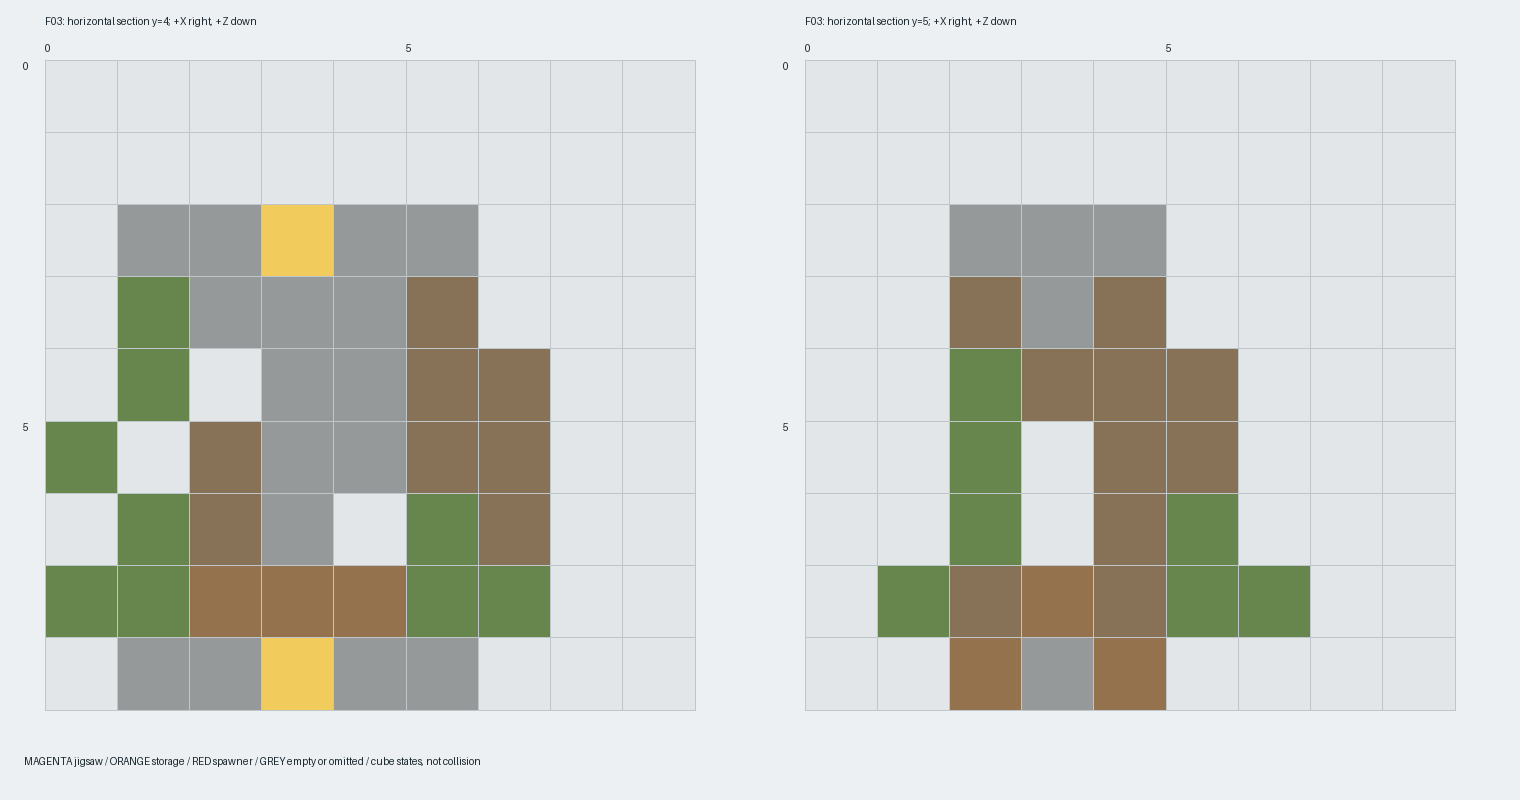 F03: horizontal section y=4; +X right, +Z down
F03: horizontal section y=5; +X right, +Z down
0 5
0 5
0
0
5
5
MAGENTA jigsaw / ORANGE storage / RED spawner / GREY empty or omitted / cube states, not collision